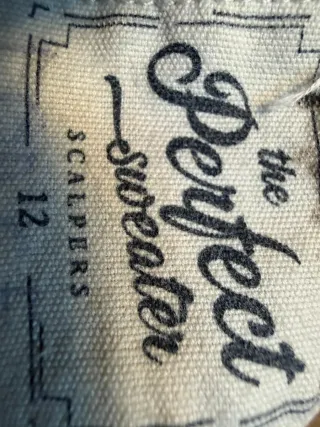 the
Perfect
sweater
SCALPERS
12